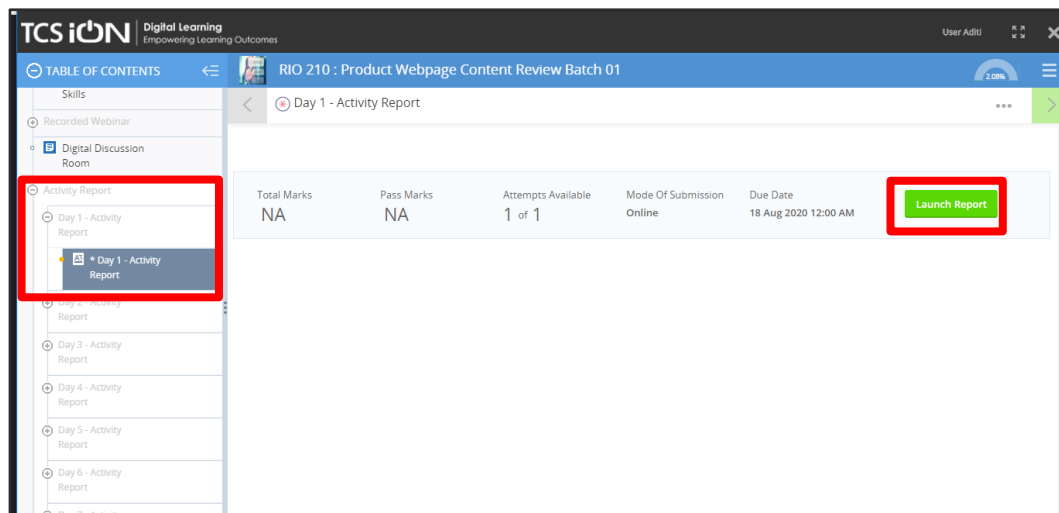 TCS iON
Digital Learning
Empowering Learning Outcomes
User Aditi
TABLE OF CONTENTS
RIO 210 : Product Webpage Content Review Batch 01
2.08%
Skills
Recorded Webinar
Digital Discussion
Room
Activity Report
Day 1 - Activity
Report
* Day 1 - Activity
Report
Day 2 - Activity
Report
Day 3 - Activity
Report
Day 4 - Activity
Report
Day 5 - Activity
Report
Day 6 - Activity
Report
Day 1 - Activity Report
Total Marks
NA
Pass Marks
NA
Attempts Available
1 of 1
Mode Of Submission
Online
Due Date
18 Aug 2020 12:00 AM
Launch Report